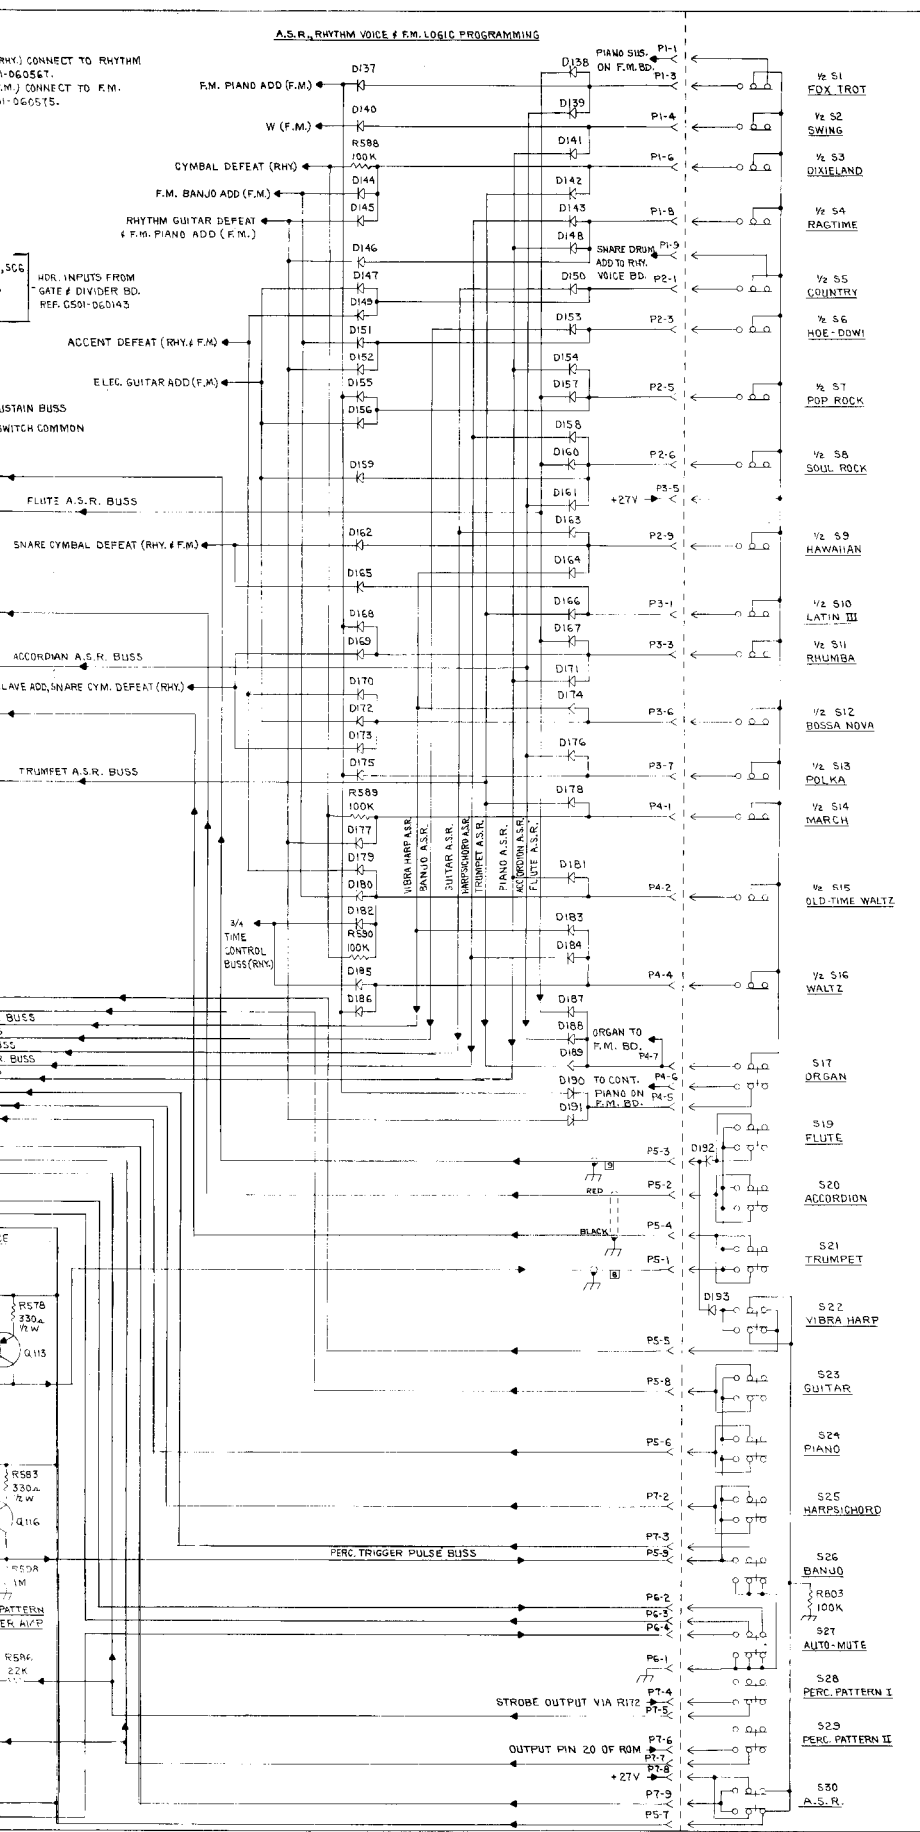 A.S.R., RHYTHM VOICE & F.M. LOGIC PROGRAMMING
RHY.) CONNECT TO RHYTHM
1-060567.
F.M.) CONNECT TO F.M.
01-060575.
F.M. PIANO ADD (F.M.)
W (F.M.)
CYMBAL DEFEAT (RHY.)
F.M. BANJO ADD (F.M.)
RHYTHM GUITAR DEFEAT
& F.M. PIANO ADD (F.M.)
,SC6
HDR. INPUTS FROM
GATE & DIVIDER BD.
REF. C501-060143
ACCENT DEFEAT (RHY. & F.M)
ELEC. GUITAR ADD (F.M)
USTAIN BUSS
SWITCH COMMON
FLUTE A.S.R. BUSS
SNARE CYMBAL DEFEAT (RHY. & F.M.)
ACCORDIAN A.S.R. BUSS
LAVE ADD, SNARE CYM. DEFEAT (RHY.)
TRUMPET A.S.R. BUSS
3/4
TIME
CONTROL
BUSS (RHY.)
BUSS
R. BUSS
D137
D140
R588
100K
D144
D145
D146
D147
D149
D151
D152
D155
D156
D159
D162
D165
D168
D169
D170
D172
D173
D175
R589
100K
D177
D179
D180
D182
R590
100K
D185
D186
VIBRA HARP A.S.R.
BANJO A.S.R.
GUITAR A.S.R.
HARPSICHORD A.S.R.
TRUMPET A.S.R.
PIANO A.S.R.
ACCORDION A.S.R.
FLUTE A.S.R.
D138
D139
D141
D142
D143
D148
D150
D153
D154
D157
D158
D160
D161
D163
D164
D166
D167
D171
D174
D176
D178
D181
D183
D184
D187
D188
D189
D190
D191
PIANO SUS.
ON F.M. BD.
SNARE DRUM
ADD TO RHY.
VOICE BD.
+27V
ORGAN TO
F.M. BD.
TO CONT.
PIANO ON
F.M. BD.
P1-1
P1-3
P1-4
P1-6
P1-8
P1-9
P2-1
P2-3
P2-5
P2-6
P3-5
P2-9
P3-1
P3-3
P3-6
P3-7
P4-1
P4-2
P4-4
P4-7
P4-6
P4-5
P5-3
P5-2
P5-4
P5-1
P5-5
P5-8
P5-6
P7-2
P7-3
P5-9
P6-2
P6-3
P6-4
P6-1
P7-4
P7-5
P7-6
P7-7
P7-8
P7-9
P5-7
9
RED
BLACK
8
D192
D193
PERC. TRIGGER PULSE BUSS
STROBE OUTPUT VIA R172
OUTPUT PIN 20 OF ROM
+27V
½ S1
FOX TROT
½ S2
SWING
½ S3
DIXIELAND
½ S4
RAGTIME
½ S5
COUNTRY
½ S6
HOE-DOWN
½ S7
POP ROCK
½ S8
SOUL ROCK
½ S9
HAWAIIAN
½ S10
LATIN III
½ S11
RHUMBA
½ S12
BOSSA NOVA
½ S13
POLKA
½ S14
MARCH
½ S15
OLD-TIME WALTZ
½ S16
WALTZ
S17
ORGAN
S19
FLUTE
S20
ACCORDION
S21
TRUMPET
S22
VIBRA HARP
S23
GUITAR
S24
PIANO
S25
HARPSICHORD
S26
BANJO
R803
100K
S27
AUTO-MUTE
S28
PERC. PATTERN I
S29
PERC. PATTERN II
S30
A.S.R.
R578
330Ω
½ W
Q113
R583
330Ω
½ W
Q116
1M
PATTERN
22K